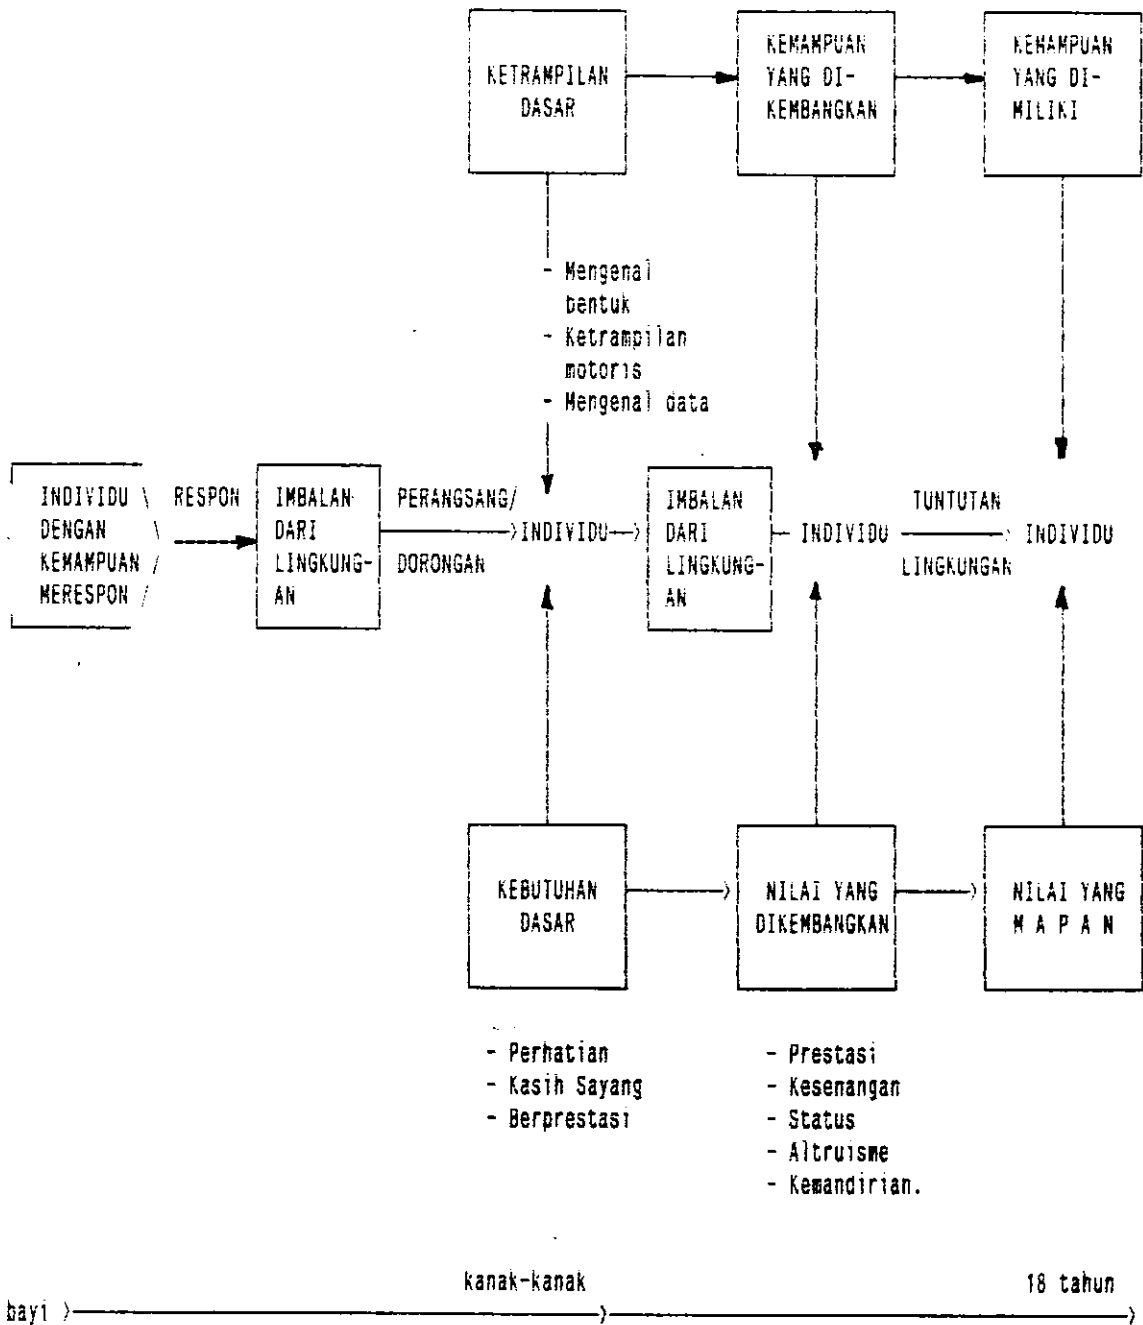 KETRAMPILAN
DASAR
KEMAMPUAN
YANG DI-
KEMBANGKAN
KEMAMPUAN
YANG DI-
MILIKI
- Mengenal
bentuk
- Ketrampilan
motoris
- Mengenal data
INDIVIDU
DENGAN
KEMAMPUAN
MERESPON
RESPON
IMBALAN
DARI
LINGKUNG-
AN
PERANGSANG/
DORONGAN
INDIVIDU
IMBALAN
DARI
LINGKUNG-
AN
INDIVIDU
TUNTUTAN
LINGKUNGAN
INDIVIDU
KEBUTUHAN
DASAR
NILAI YANG
DIKEMBANGKAN
NILAI YANG
M A P A N
- Perhatian
- Kasih Sayang
- Berprestasi
- Prestasi
- Kesenangan
- Status
- Altruisme
- Kemandirian.
bayi
kanak-kanak
18 tahun